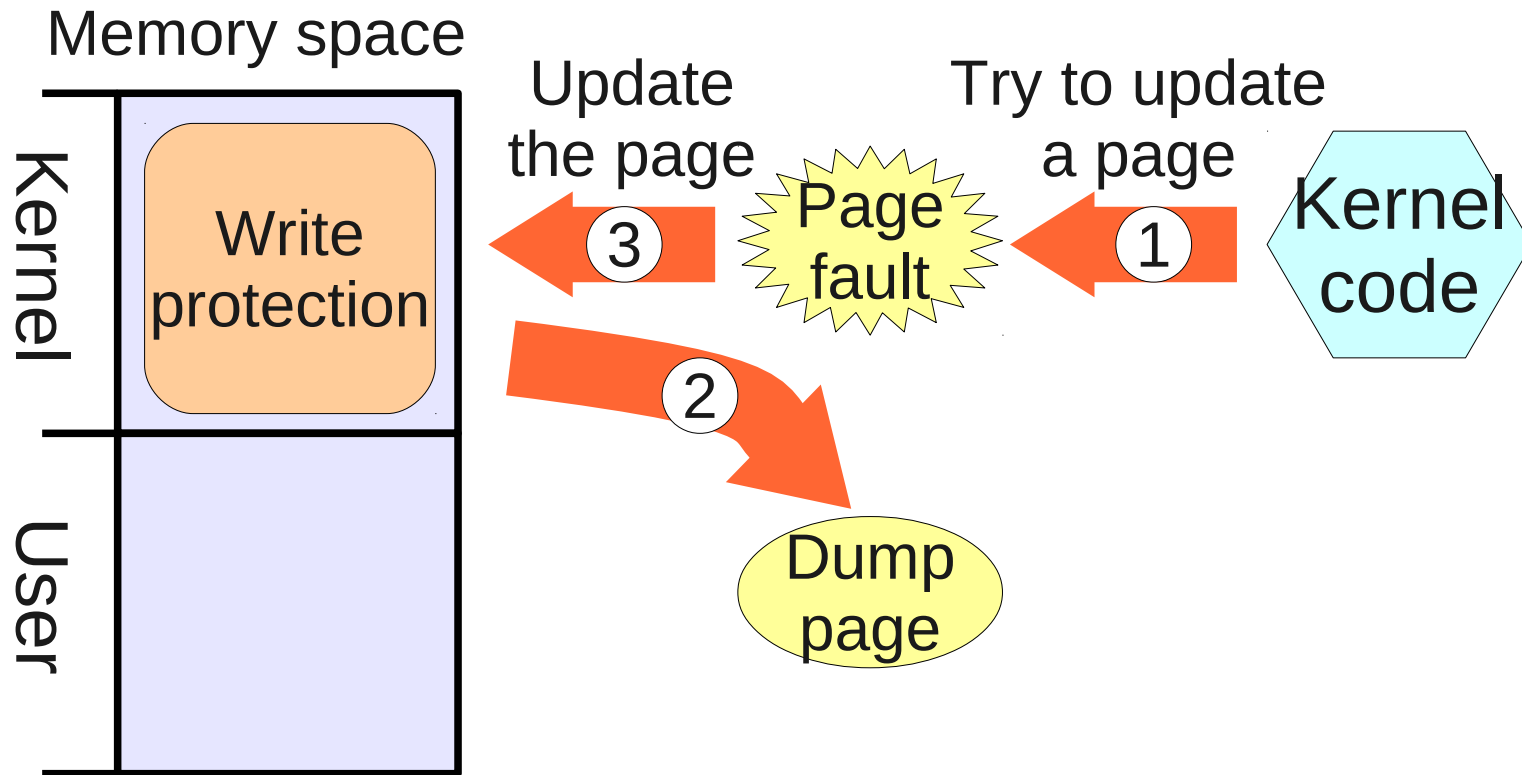 Memory space
Kernel
User
Write
protection
Update
the page
3
Page
fault
Try to update
a page
1
Kernel
code
2
Dump
page